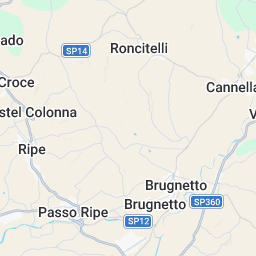 ado
Roncitelli
SP14
Croce
Cannella
stel Colonna
V
Ripe
Brugnetto
Brugnetto
SP360
Passo Ripe
SP12